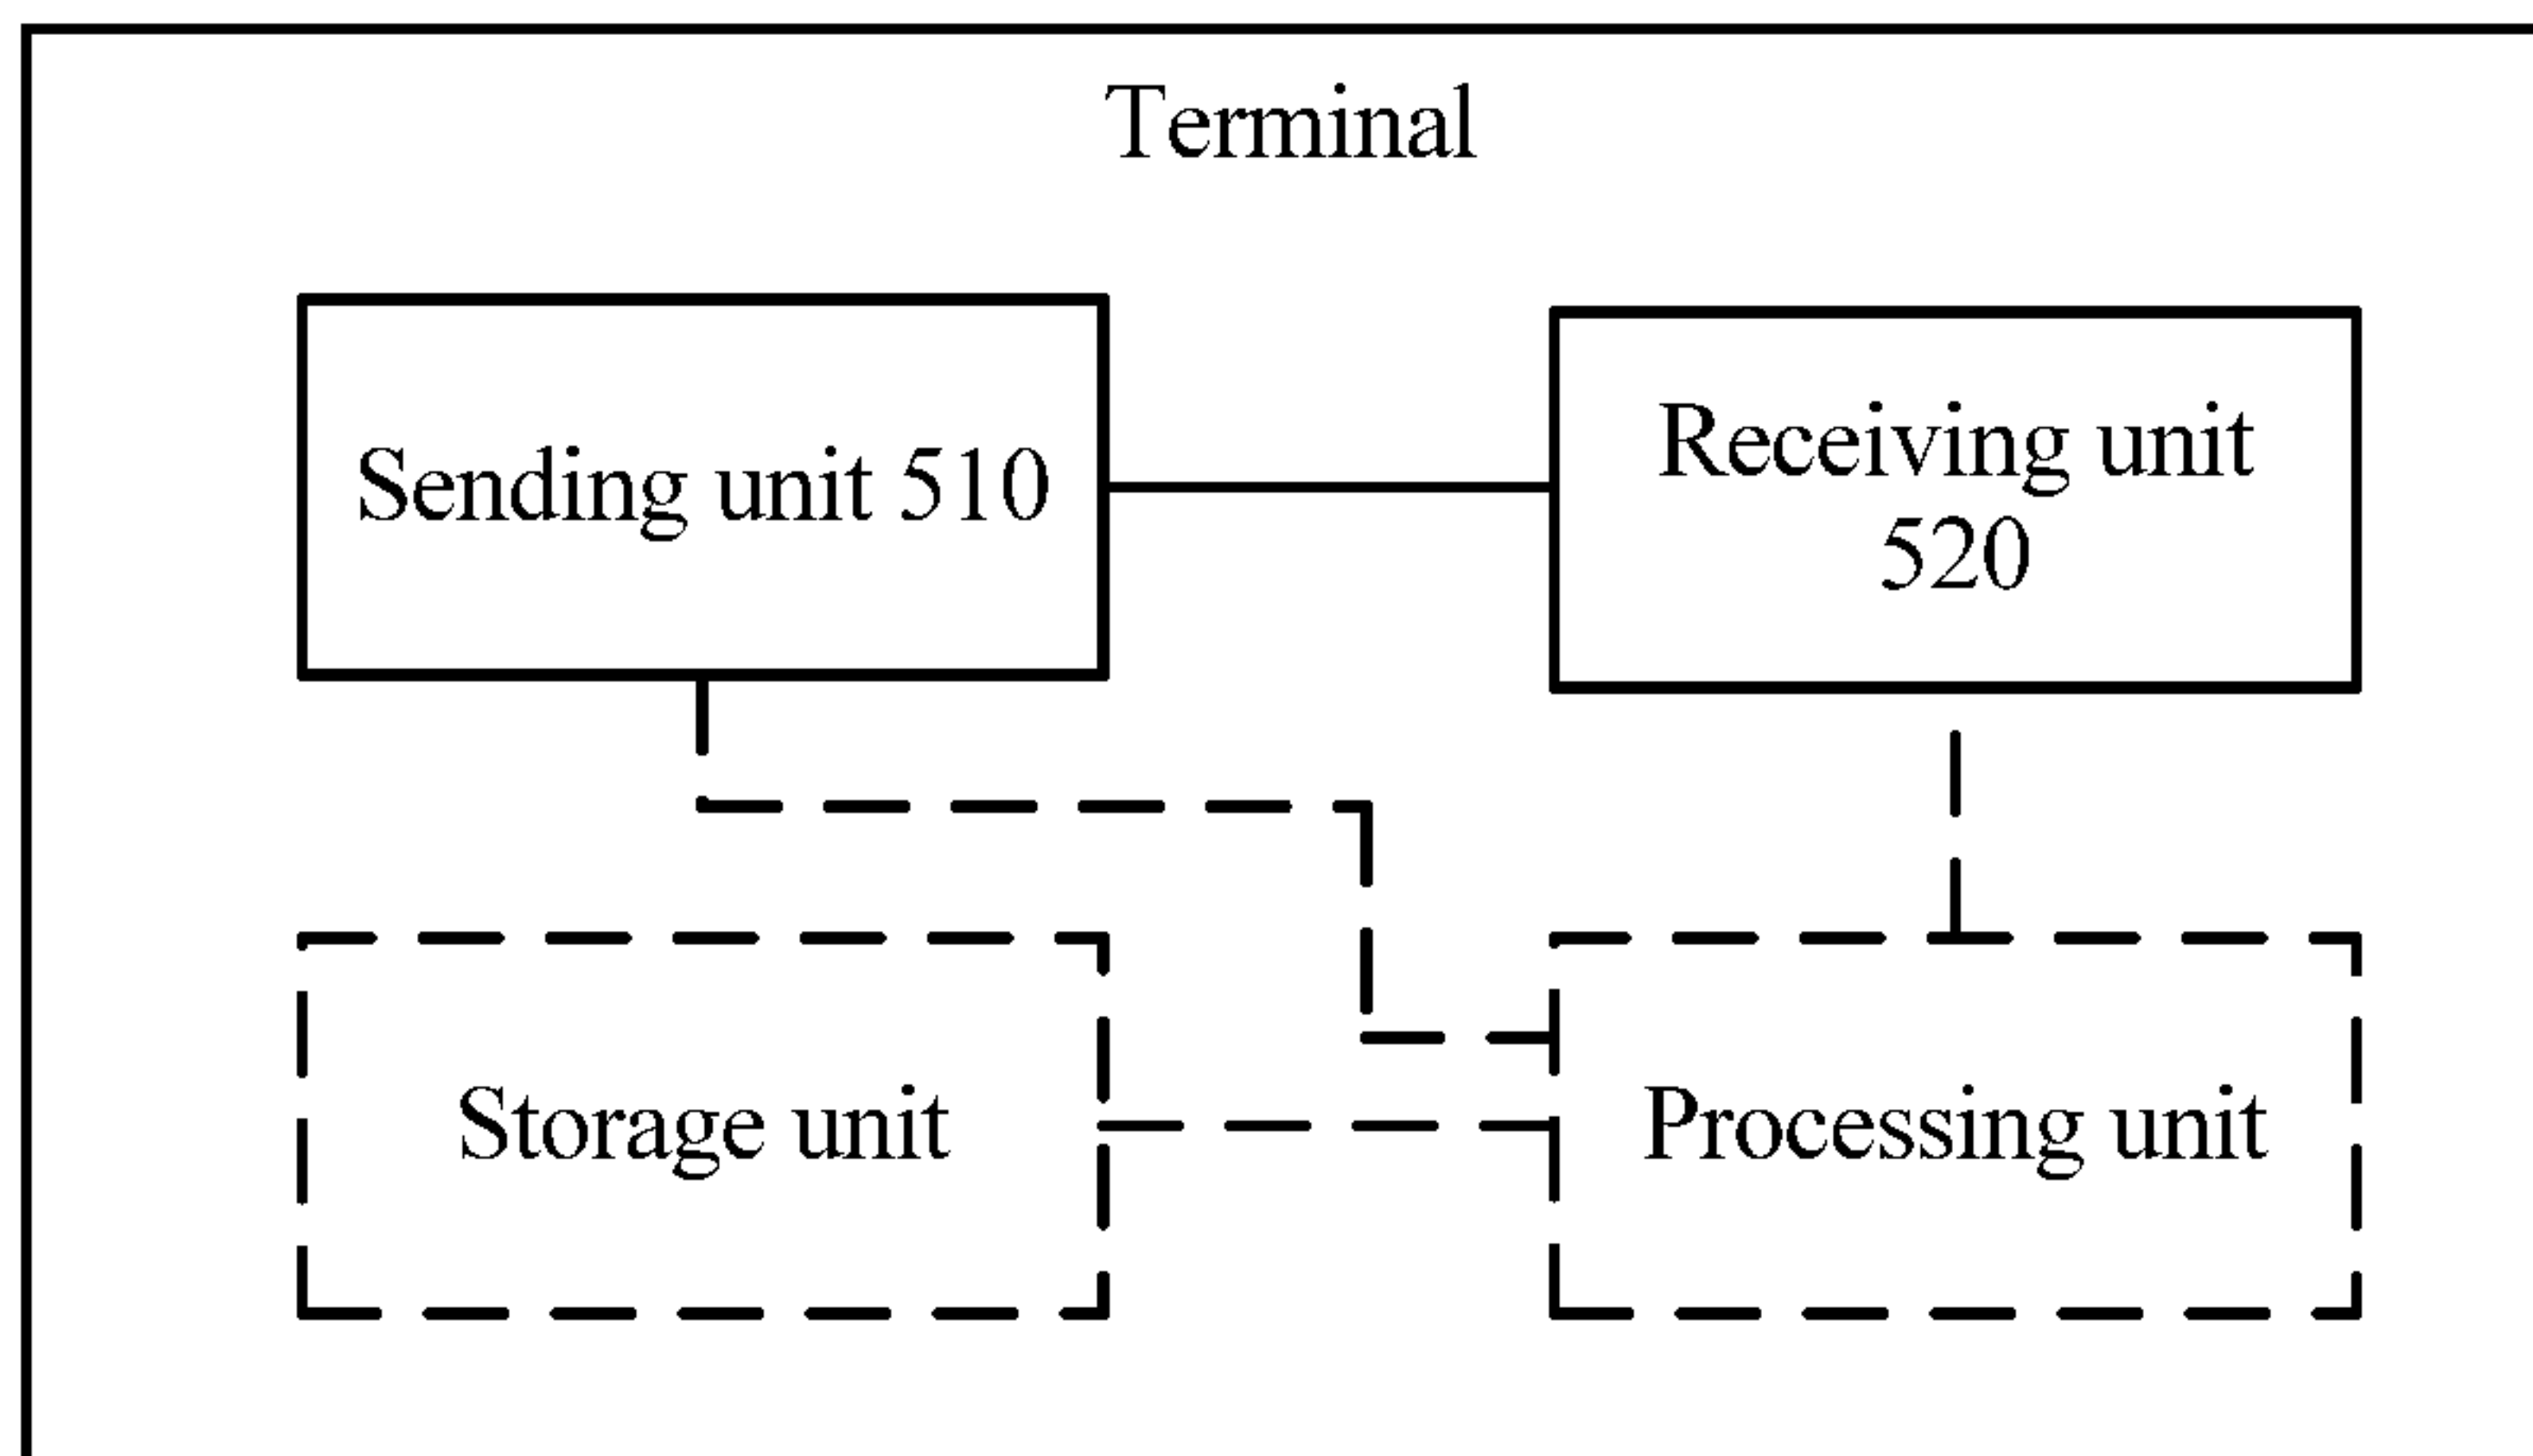 Terminal
Sending unit 510
Receiving unit
520
Storage unit
Processing unit